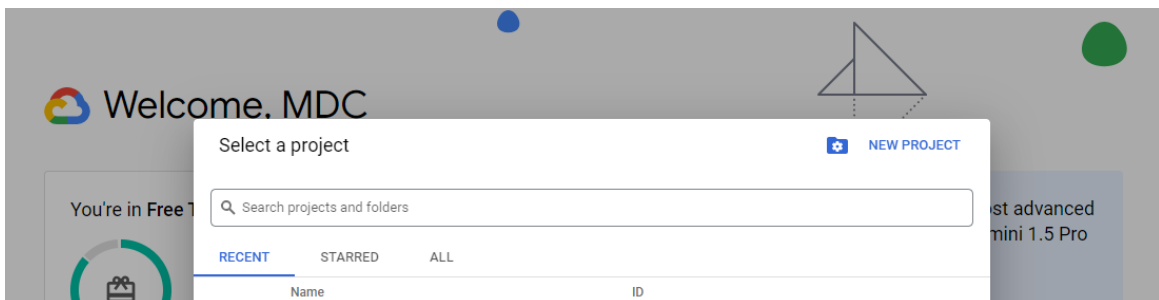 Welcome, MDC
Select a project
NEW PROJECT
You're in Free
Search projects and folders
st advanced
mini 1.5 Pro
RECENT STARRED ALL
Name ID